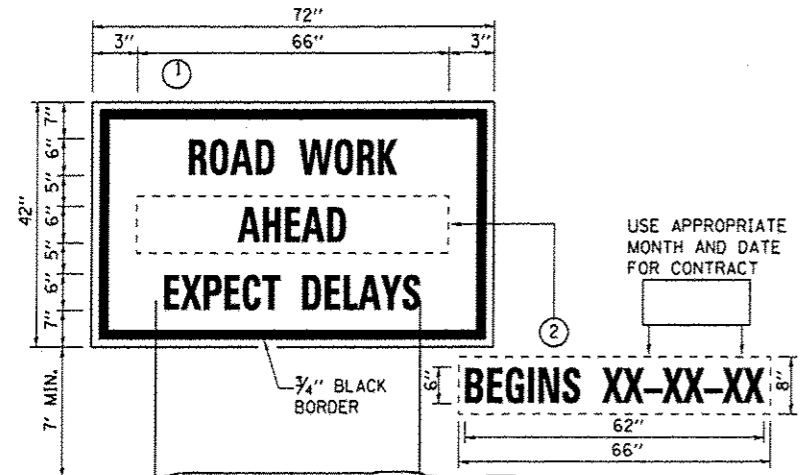 72"
3" 66" 3"
1
42"
7"
6"
5"
6"
5"
6"
7"
ROAD WORK
AHEAD
EXPECT DELAYS
7' MIN.
3/4" BLACK
BORDER
2
USE APPROPRIATE
MONTH AND DATE
FOR CONTRACT
6"
BEGINS XX-XX-XX
8"
62"
66"